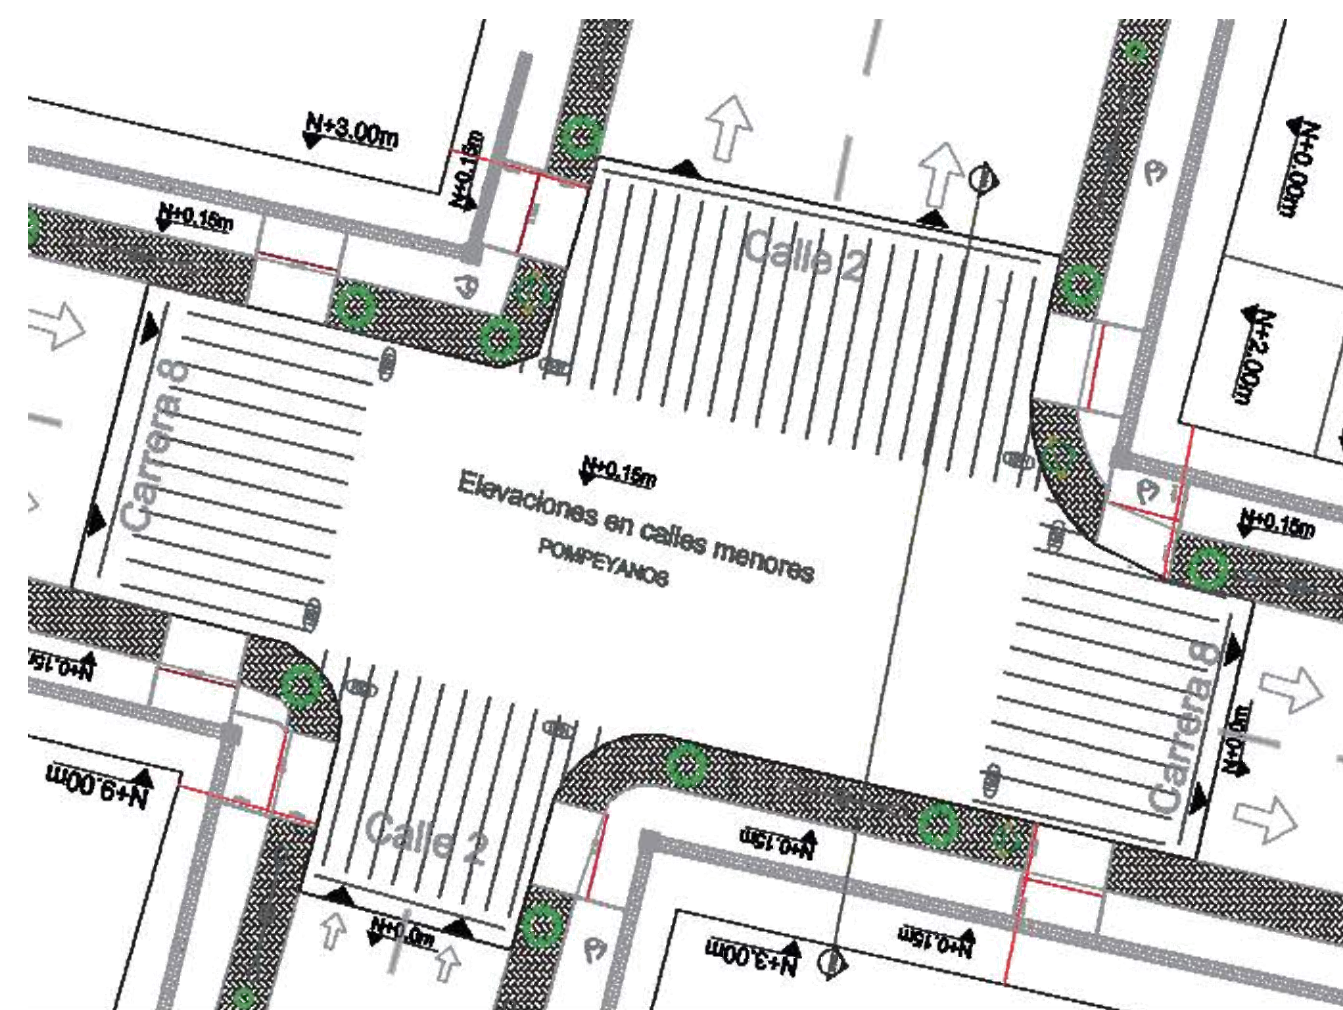 N+3.00m
N+0.15m
N+0.15m
N+0.00m
Calle 2
N+2.00m
Carrera 8
N+0.15m
Elevaciones en calles menores
POMPEYANOS
N+0.15m
N+0.15m
Carrera 8
N+0.0m
N+9.00m
Calle 2
N+0.15m
N+0.0m
N+3.00m
N+0.15m